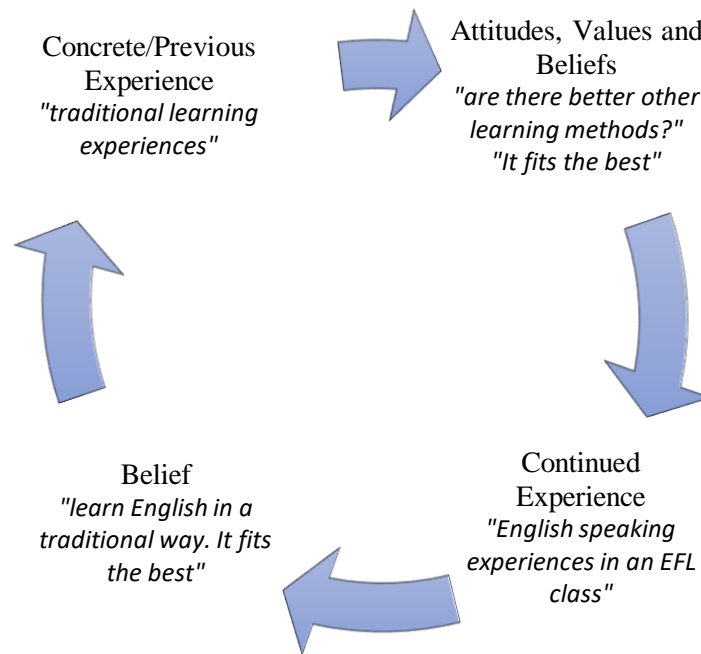 Concrete/Previous
Experience
"traditional learning
experiences"
Attitudes, Values and
Beliefs
"are there better other
learning methods?"
"It fits the best"
Continued
Experience
"English speaking
experiences in an EFL
class"
Belief
"learn English in a
traditional way. It fits
the best"